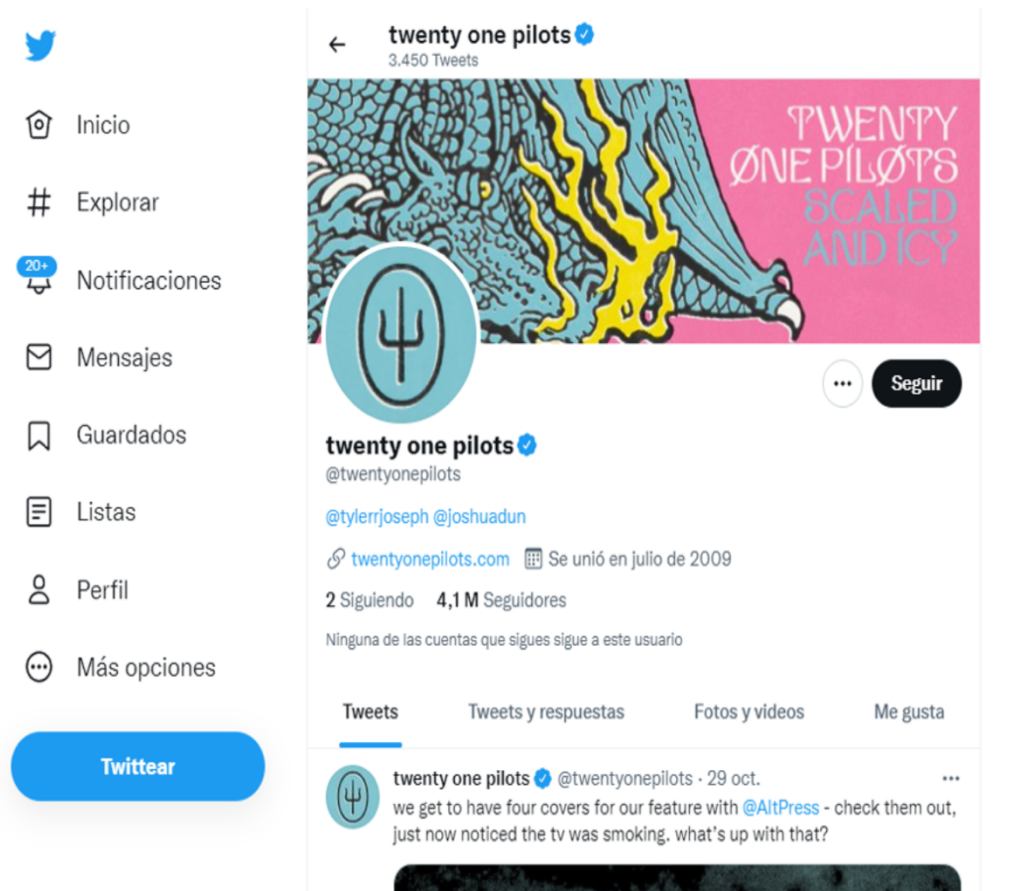 Inicio
Explorar
20+
Notificaciones
Mensajes
Guardados
Listas
Perfil
Más opciones
Twittear
twenty one pilots
3.450 Tweets
TWENTY
ØNE PILØTS
SCALED
AND ICY
Seguir
twenty one pilots
@twentyonepilots
@tylerrjoseph @joshuadun
twentyonepilots.com Se unió en julio de 2009
2 Siguiendo 4,1 M Seguidores
Ninguna de las cuentas que sigues sigue a este usuario
Tweets Tweets y respuestas Fotos y videos Me gusta
twenty one pilots @twentyonepilots · 29 oct.
we get to have four covers for our feature with @AltPress - check them out,
just now noticed the tv was smoking. what's up with that?